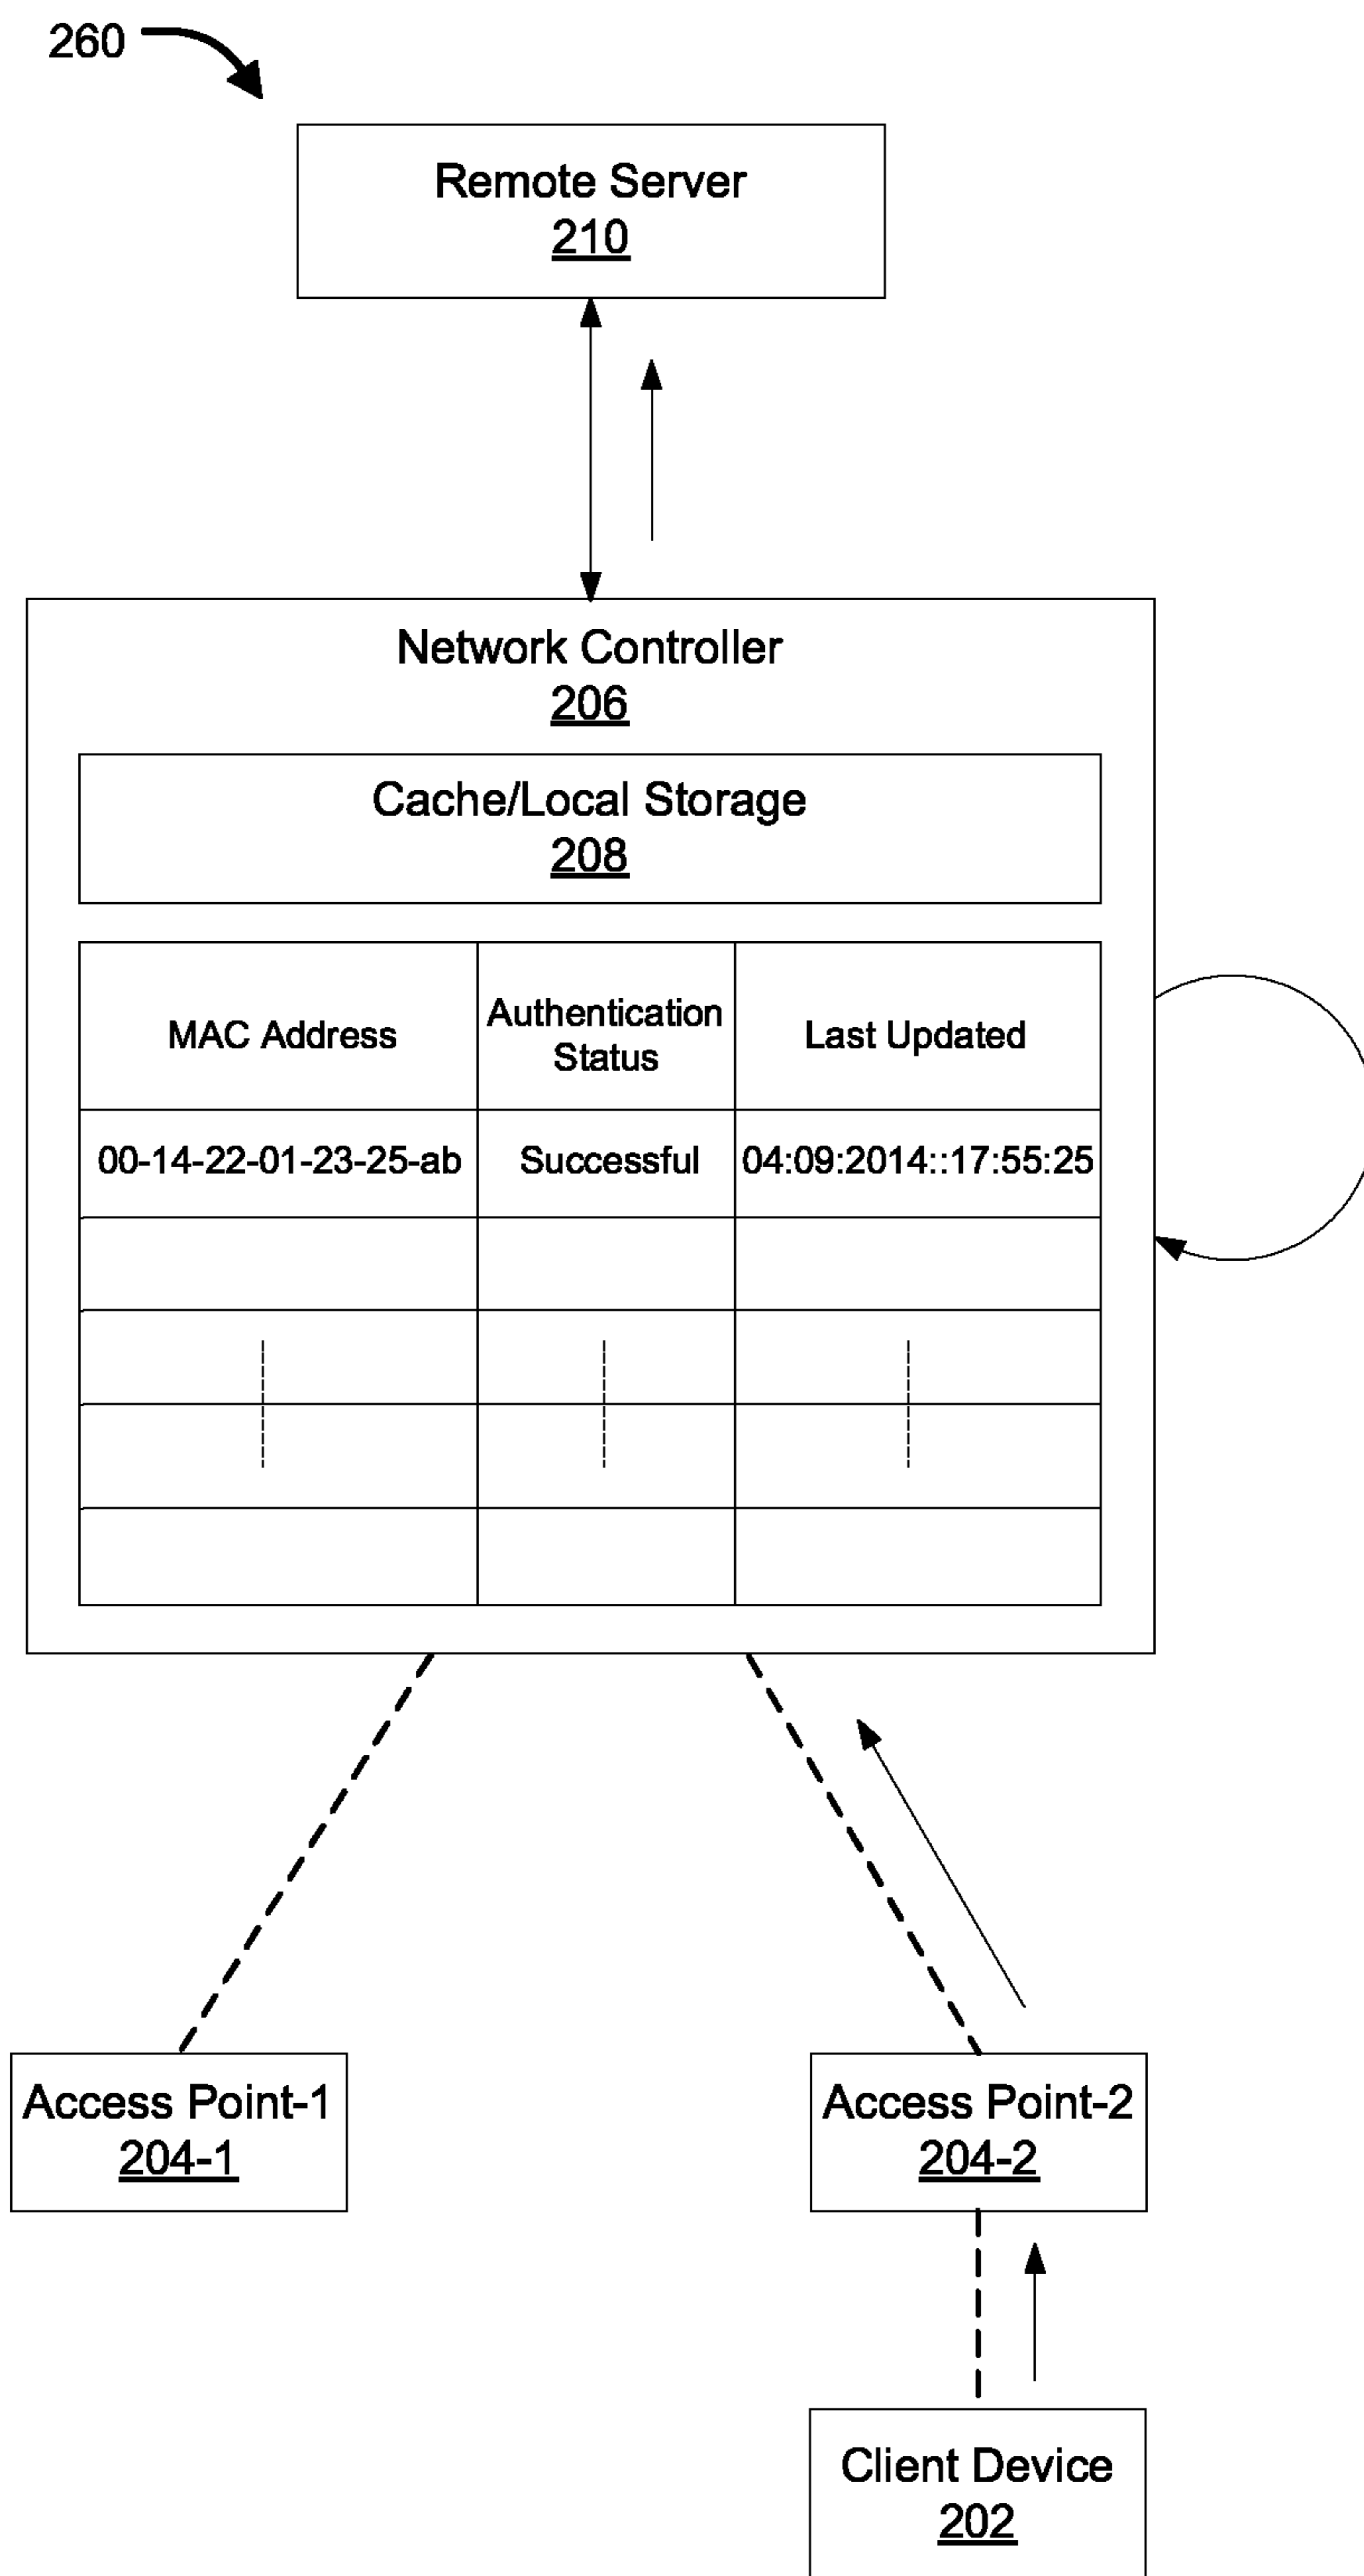 260
Remote Server
210
Network Controller
206
Cache/Local Storage
208
MAC Address
Authentication
Status
Last Updated
00-14-22-01-23-25-ab
Successful
04:09:2014::17:55:25
Access Point-1
204-1
Access Point-2
204-2
Client Device
202